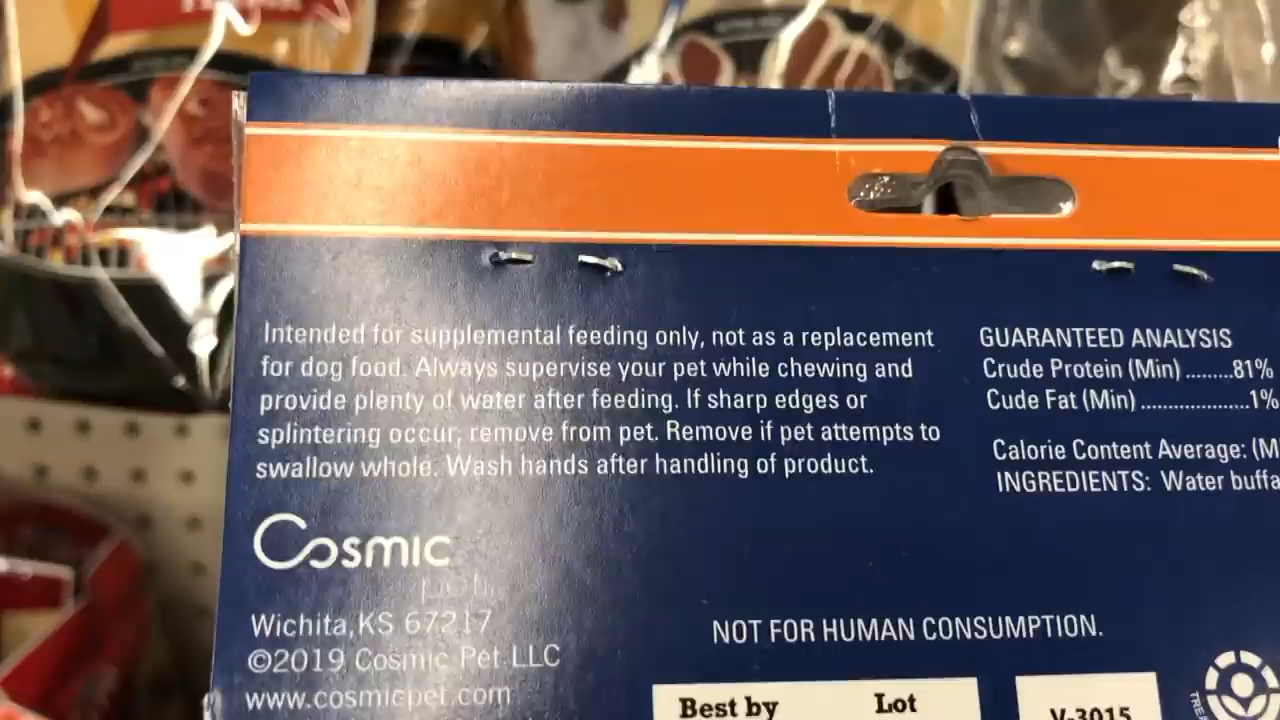 Intended for supplemental feeding only, not as a replacement
for dog food. Always supervise your pet while chewing and
provide plenty of water after feeding. If sharp edges or
splintering occur, remove from pet. Remove if pet attempts to
swallow whole. Wash hands after handling of product.
GUARANTEED ANALYSIS
Crude Protein (Min) .........81%
Cude Fat (Min) ....................1%
Calorie Content Average: (M
INGREDIENTS: Water buffa
Cosmic
pet
Wichita, KS 67217
©2019 Cosmic Pet LLC
www.cosmicpet.com
NOT FOR HUMAN CONSUMPTION.
Best by Lot
V-3015